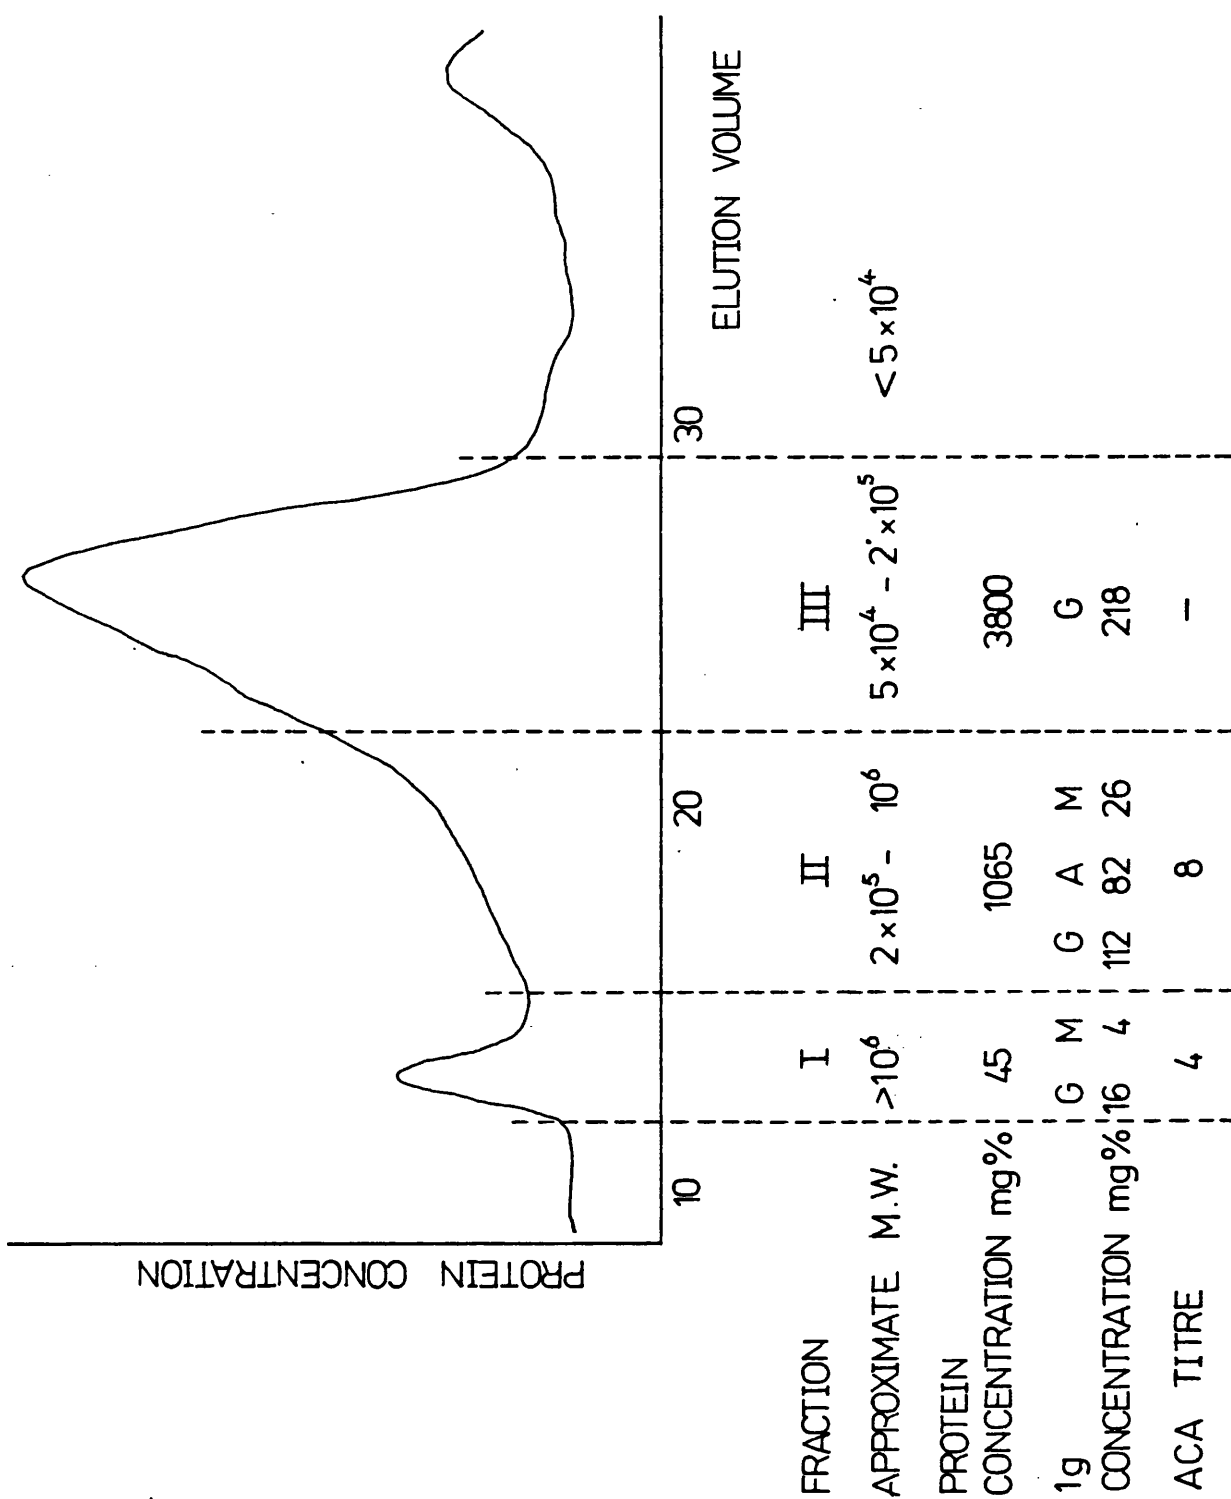 PROTEIN CONCENTRATION
10 20 30
ELUTION VOLUME
FRACTION I II III
APPROXIMATE M.W. >10⁶ 2×10⁵ – 10⁶ 5×10⁴ – 2×10⁵ <5×10⁴
PROTEIN
CONCENTRATION mg% 45 1065 3800
1g G M G A M G
CONCENTRATION mg% 16 4 112 82 26 218
ACA TITRE 4 8 –